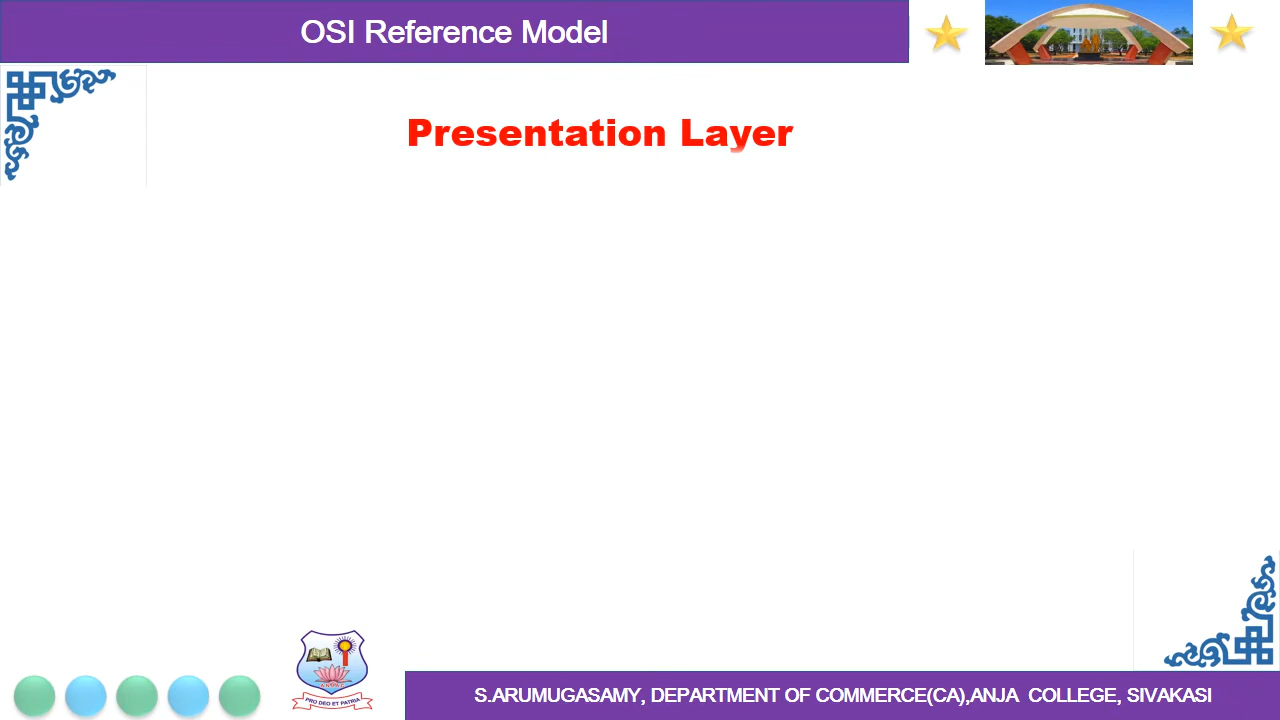 OSI Reference Model
Presentation Layer
PRO DEO ET PATRIA
S.ARUMUGASAMY, DEPARTMENT OF COMMERCE(CA),ANJA COLLEGE, SIVAKASI